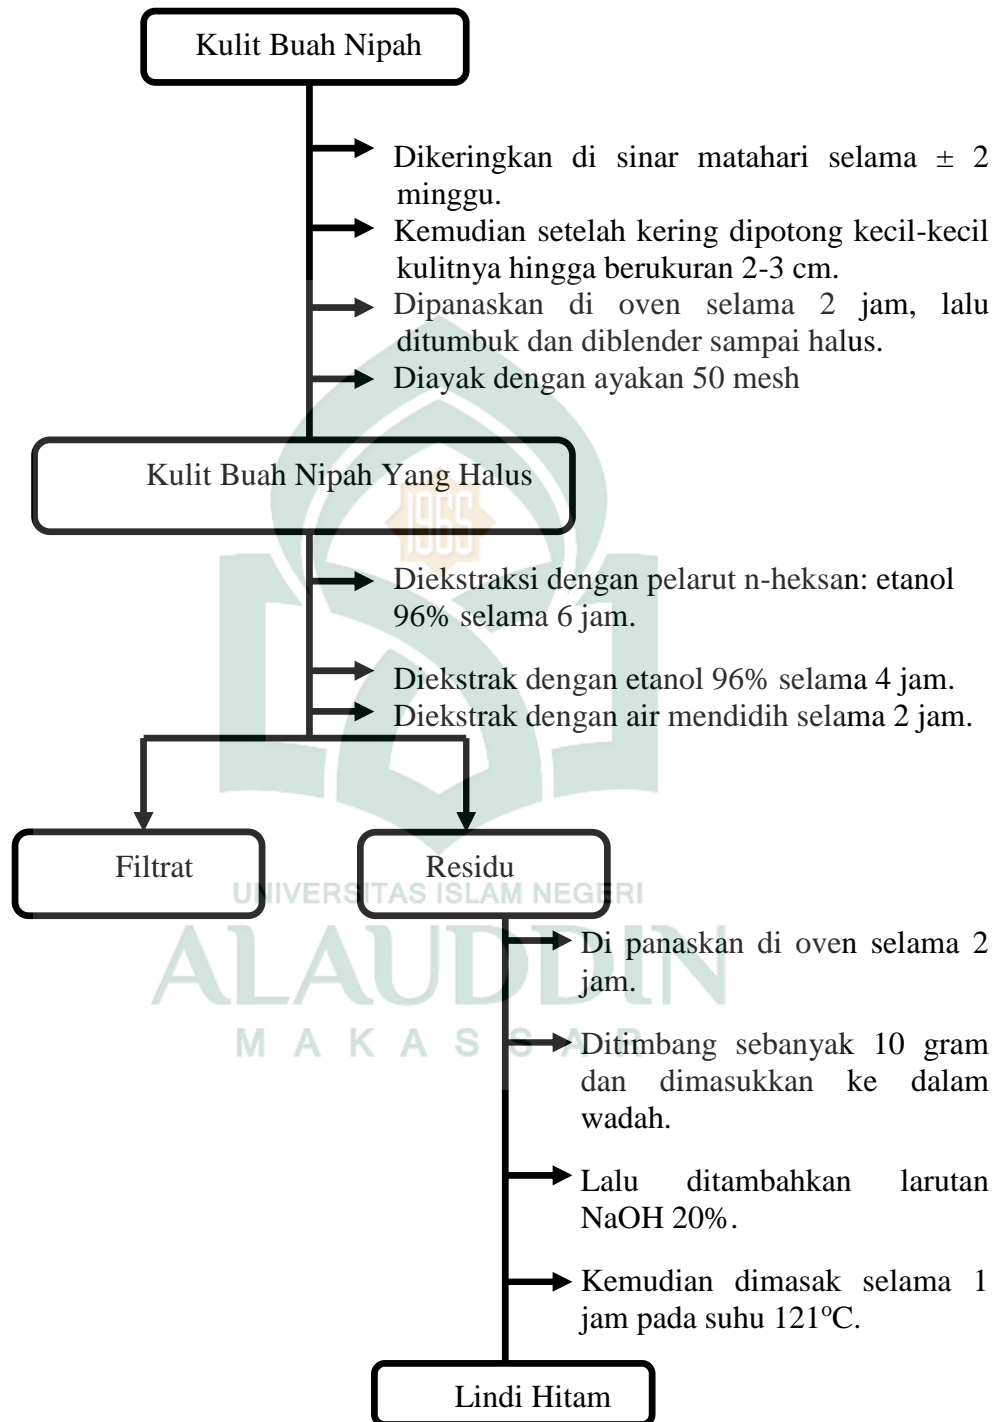 Kulit Buah Nipah
Dikeringkan di sinar matahari selama ± 2
minggu.
Kemudian setelah kering dipotong kecil-kecil
kulitnya hingga berukuran 2-3 cm.
Dipanaskan di oven selama 2 jam, lalu
ditumbuk dan diblender sampai halus.
Diayak dengan ayakan 50 mesh
Kulit Buah Nipah Yang Halus
1965
Diekstraksi dengan pelarut n-heksan: etanol
96% selama 6 jam.
Diekstrak dengan etanol 96% selama 4 jam.
Diekstrak dengan air mendidih selama 2 jam.
Filtrat
Residu
UNIVERSITAS ISLAM NEGERI
ALAUDDIN
MAKASSAR
Di panaskan di oven selama 2
jam.
Ditimbang sebanyak 10 gram
dan dimasukkan ke dalam
wadah.
Lalu ditambahkan larutan
NaOH 20%.
Kemudian dimasak selama 1
jam pada suhu 121°C.
Lindi Hitam